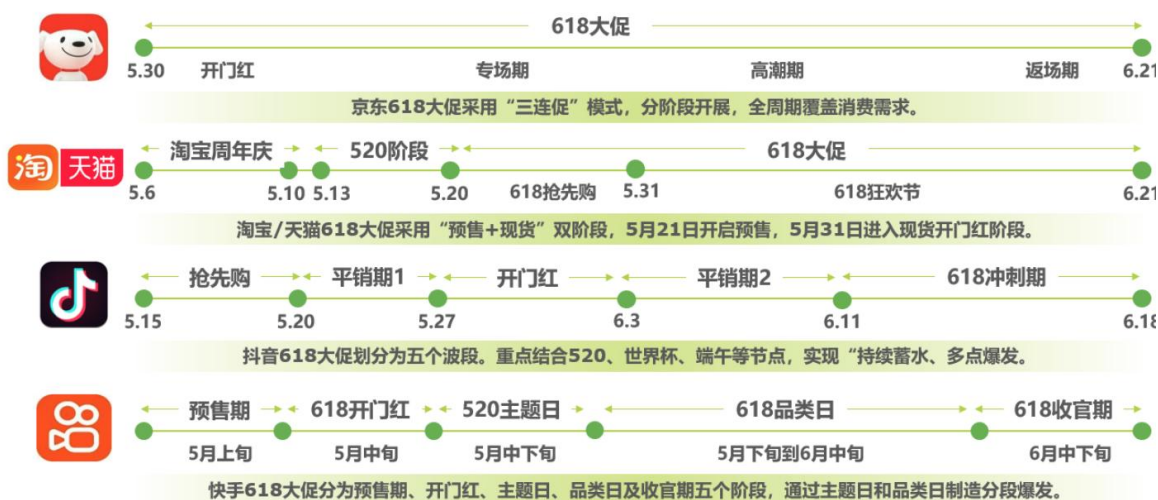 618大促
5.30 开门红 专场期 高潮期 返场期 6.21
京东618大促采用“三连促”模式，分阶段开展，全周期覆盖消费需求。
淘 天猫 淘宝周年庆 520阶段 618大促
5.6 5.10 5.13 5.20 618抢先购 5.31 618狂欢节 6.21
淘宝/天猫618大促采用“预售+现货”双阶段，5月21日开启预售，5月31日进入现货开门红阶段。
抢先购 平销期1 开门红 平销期2 618冲刺期
5.15 5.20 5.27 6.3 6.11 6.18
抖音618大促划分为五个波段。重点结合520、世界杯、端午等节点，实现“持续蓄水、多点爆发。
预售期 618开门红 520主题日 618品类日 618收官期
5月上旬 5月中旬 5月中下旬 5月下旬到6月中旬 6月中下旬
快手618大促分为预售期、开门红、主题日、品类日及收官期五个阶段，通过主题日和品类日制造分段爆发。